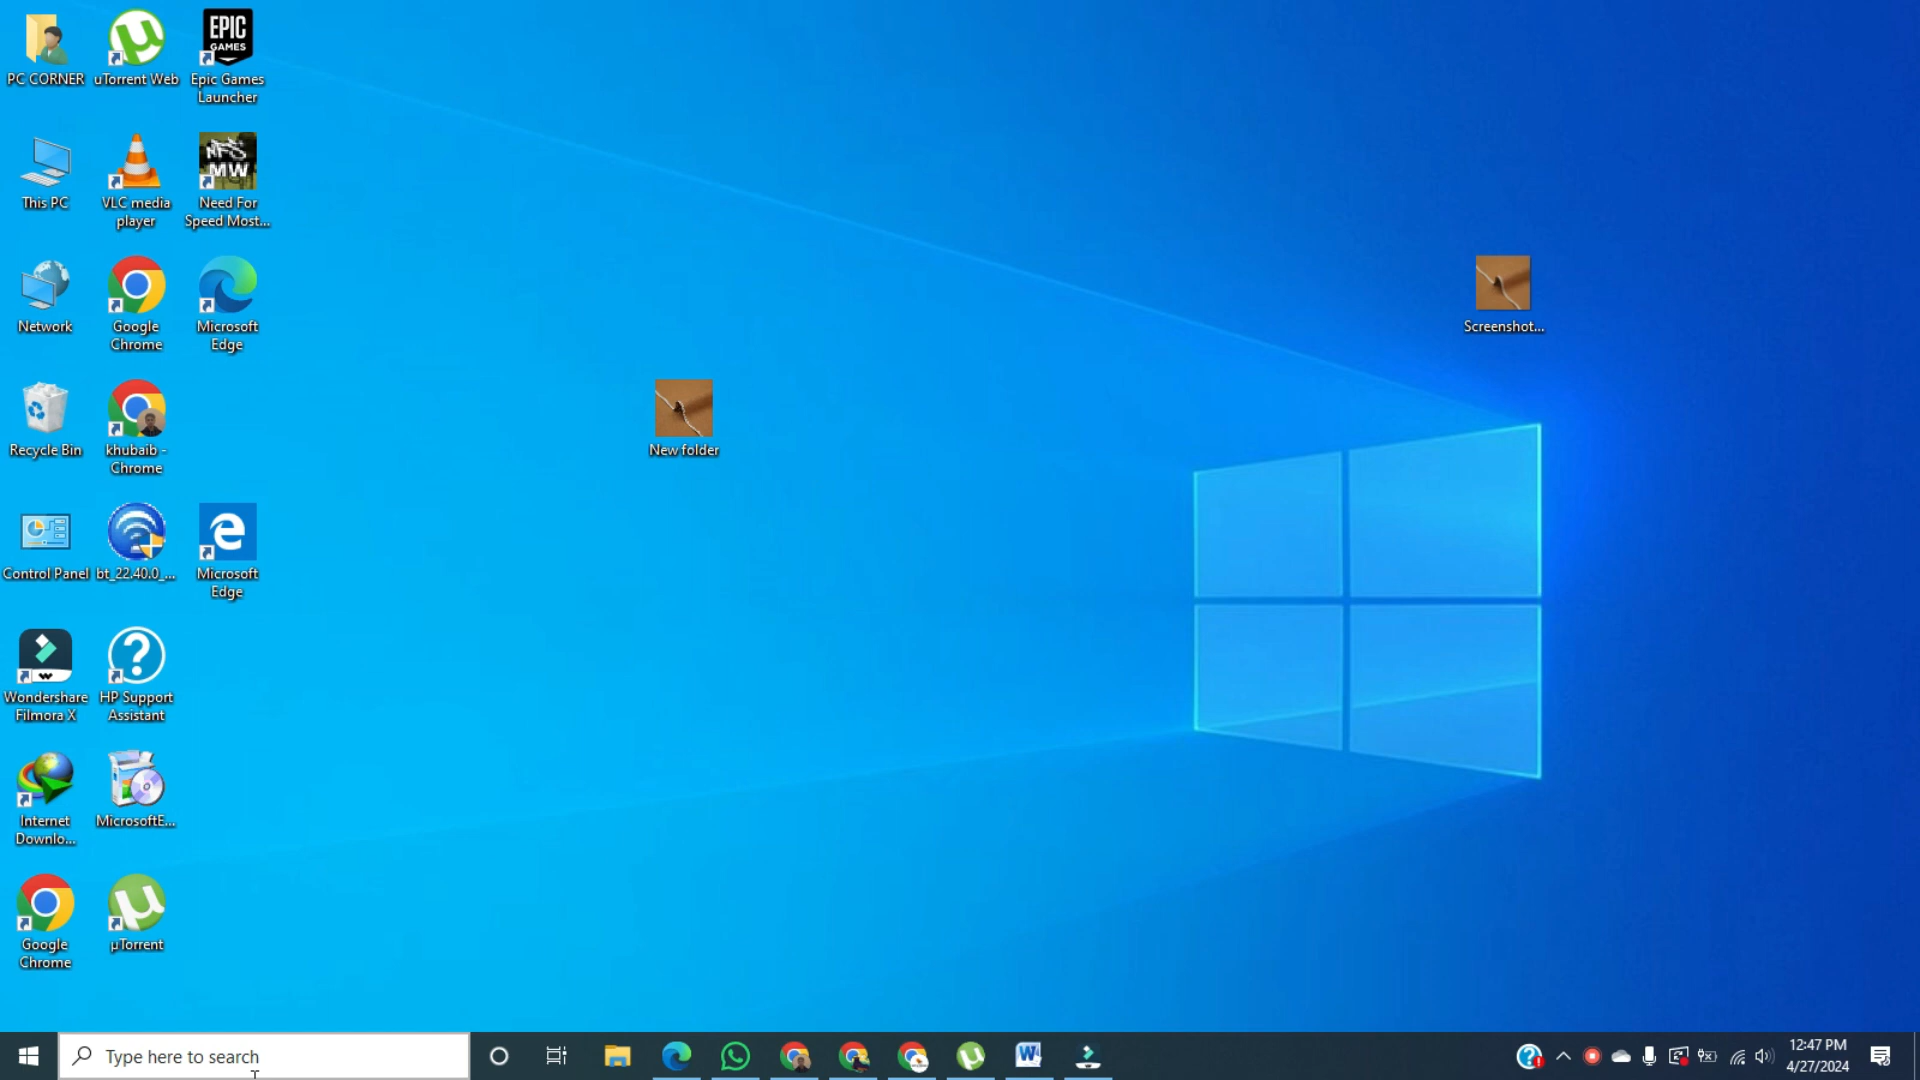 PC CORNER
uTorrent Web
EPIC
GAMES
Epic Games
Launcher
This PC
VLC media
player
NFS
MW
Need For
Speed Most...
Network
Google
Chrome
Microsoft
Edge
Screenshot...
Recycle Bin
khubaib -
Chrome
New folder
Control Panel
bt_22.40.0_...
Microsoft
Edge
Wondershare
Filmora X
HP Support
Assistant
Internet
Downlo...
MicrosoftE...
Google
Chrome
µTorrent
Type here to search
12:47 PM
4/27/2024